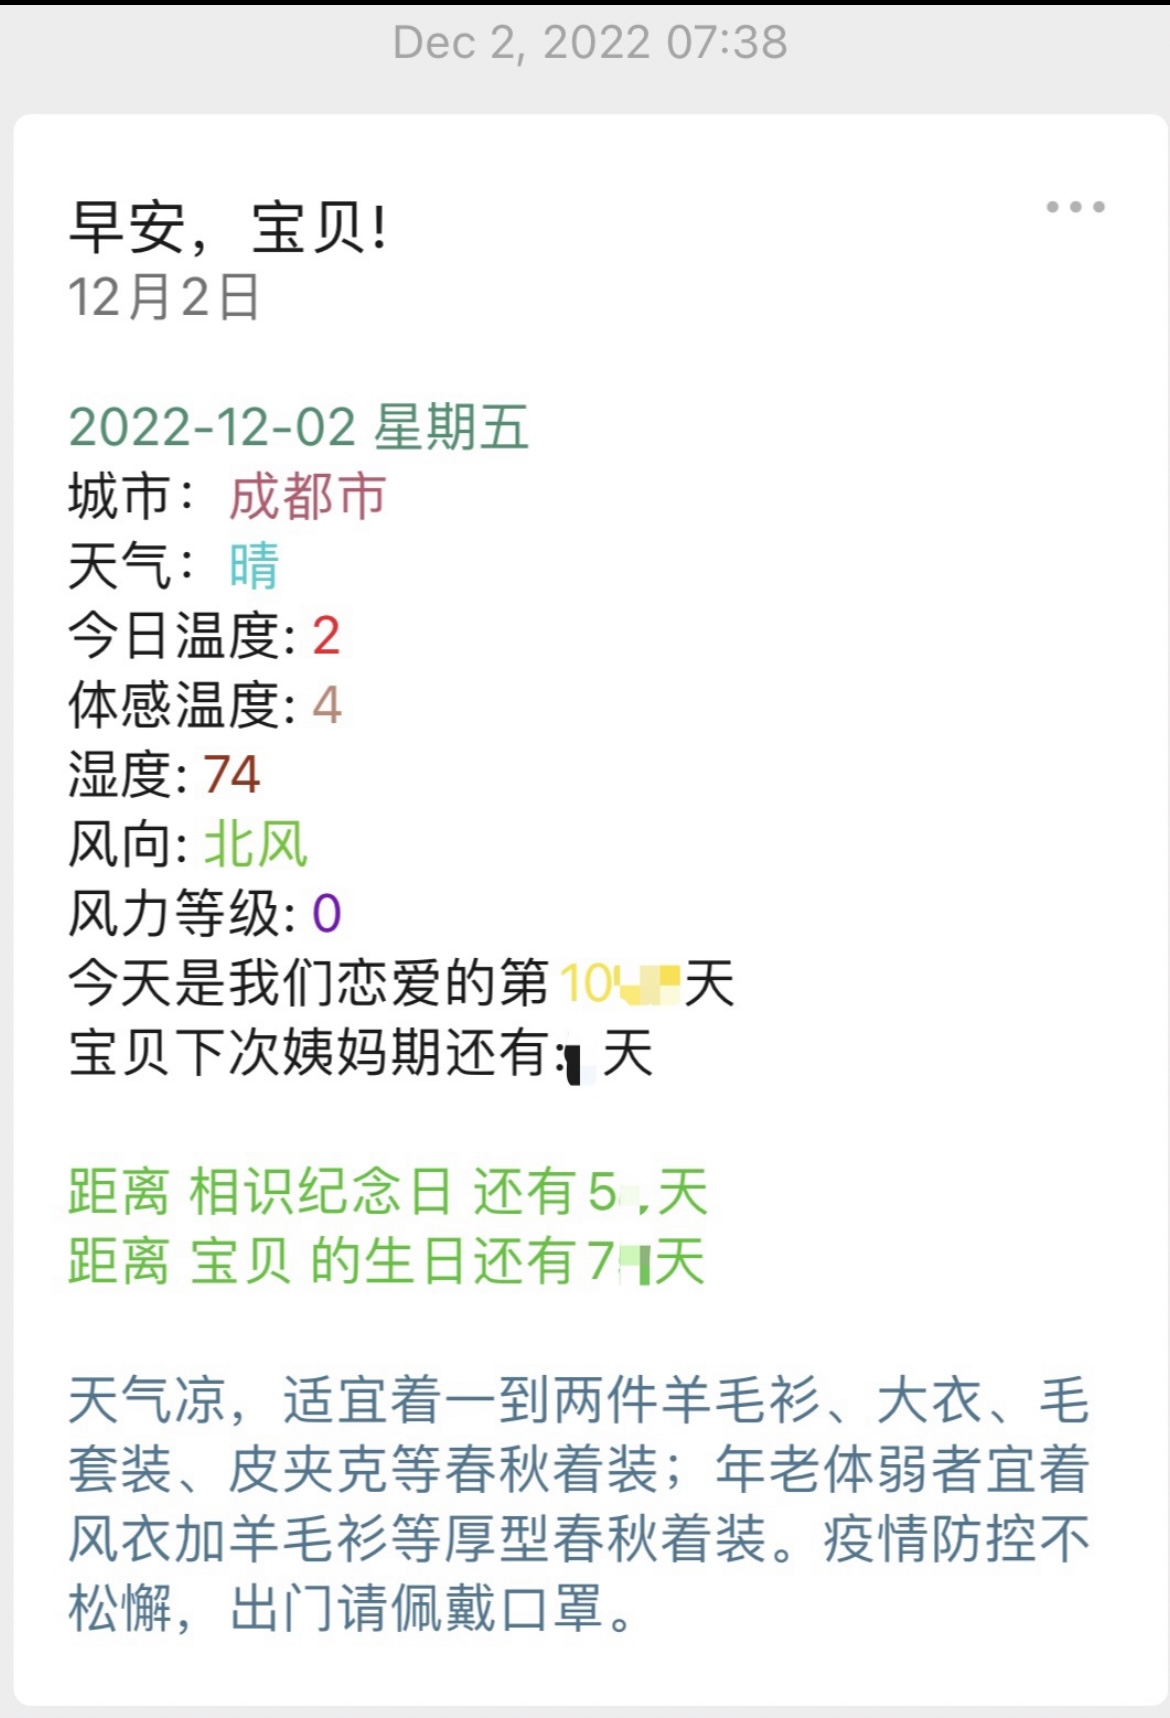 Dec 2, 2022 07:38
早安，宝贝!
12月2日
2022-12-02 星期五
城市：成都市
天气：晴
今日温度: 2
体感温度: 4
湿度: 74
风向: 北风
风力等级: 0
今天是我们恋爱的第 10 天
宝贝下次姨妈期还有: 天
距离 相识纪念日 还有 5 天
距离 宝贝 的生日还有 7 天
天气凉，适宜着一到两件羊毛衫、大衣、毛
套装、皮夹克等春秋着装；年老体弱者宜着
风衣加羊毛衫等厚型春秋着装。疫情防控不
松懈，出门请佩戴口罩。